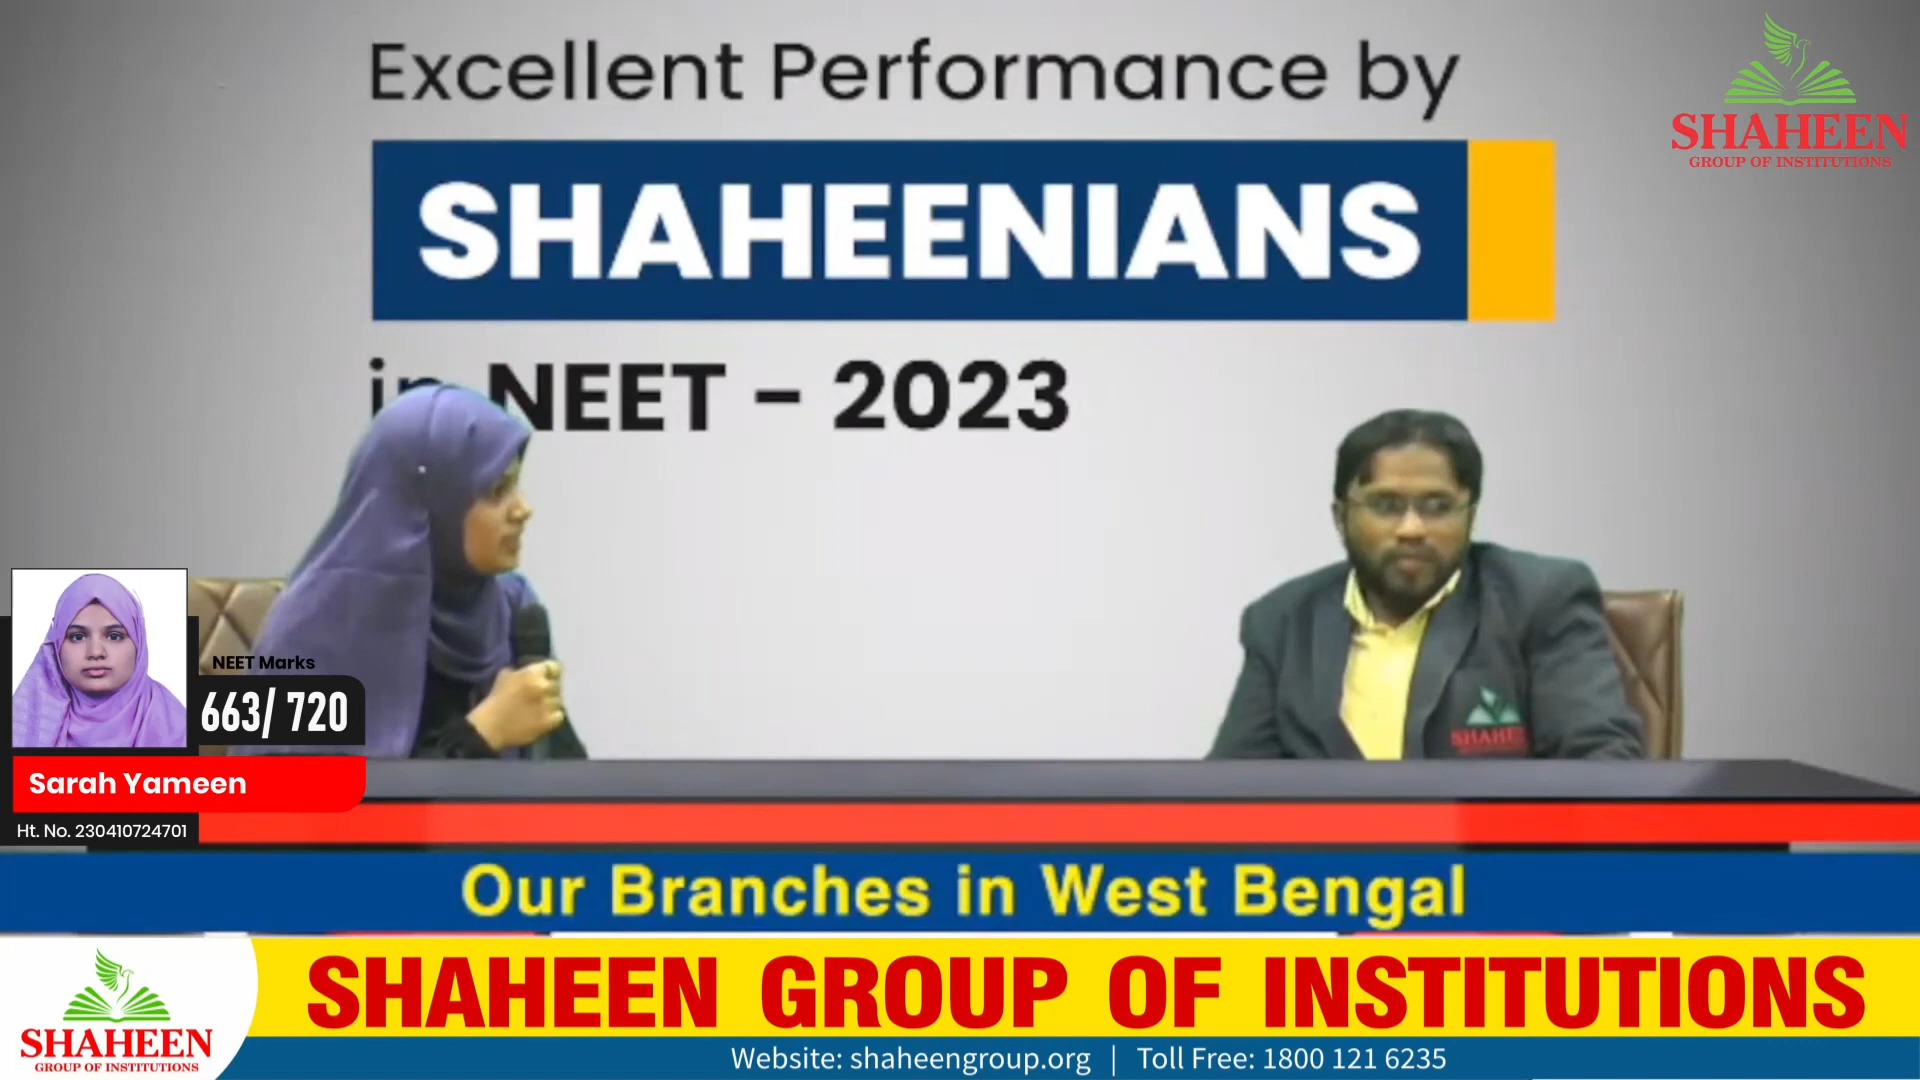 Excellent Performance by
SHAHEENIANS
in NEET - 2023
SHAHEEN
GROUP OF INSTITUTIONS
NEET Marks
663/ 720
Sarah Yameen
Ht. No. 230410724701
Our Branches in West Bengal
SHAHEEN GROUP OF INSTITUTIONS
SHAHEEN
GROUP OF INSTITUTIONS
Website: shaheengroup.org | Toll Free: 1800 121 6235